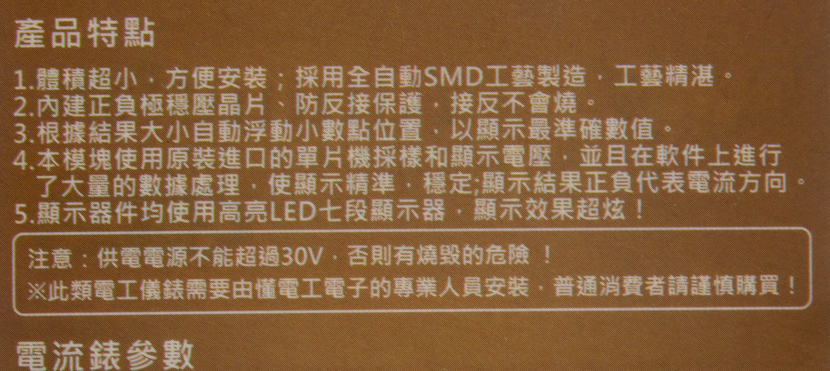 產品特點
1.體積超小，方便安裝；採用全自動SMD工藝製造，工藝精湛。
2.內建正負極穩壓晶片、防反接保護，接反不會燒。
3.根據結果大小自動浮動小數點位置，以顯示最準確數值。
4.本模塊使用原裝進口的單片機採樣和顯示電壓，並且在軟件上進行
了大量的數據處理，使顯示精準，穩定;顯示結果正負代表電流方向。
5.顯示器件均使用高亮LED七段顯示器，顯示效果超炫！
注意：供電電源不能超過30V，否則有燒毀的危險！
※此類電工儀錶需要由懂電工電子的專業人員安裝，普通消費者請謹慎購買！
電流錶參數